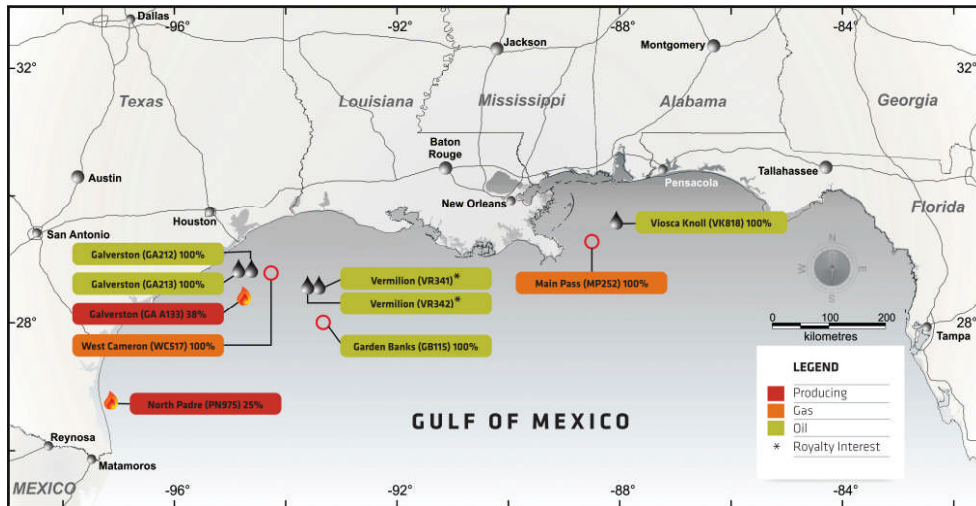 Dallas
-96°
-92°
-88°
-84°
Jackson
Montgomery
32°
32°
Texas
Louisiana
Mississippi
Alabama
Georgia
Baton
Rouge
Austin
Tallahassee
Pensacola
New Orleans
Houston
Florida
San Antonio
Viosca Knoll (VK818) 100%
Galverston (GA212) 100%
Galverston (GA213) 100%
Vermilion (VR341)*
Vermilion (VR342)*
Main Pass (MP252) 100%
N
W
E
S
Galverston (GA A133) 38%
West Cameron (WC517) 100%
Garden Banks (GB115) 100%
28°
28°
0 50 100 200
kilometres
Tampa
LEGEND
Producing
Gas
Oil
* Royalty Interest
North Padre (PN975) 25%
GULF OF MEXICO
Reynosa
Matamoros
MEXICO
-96°
-92°
-90°
-88°
-84°